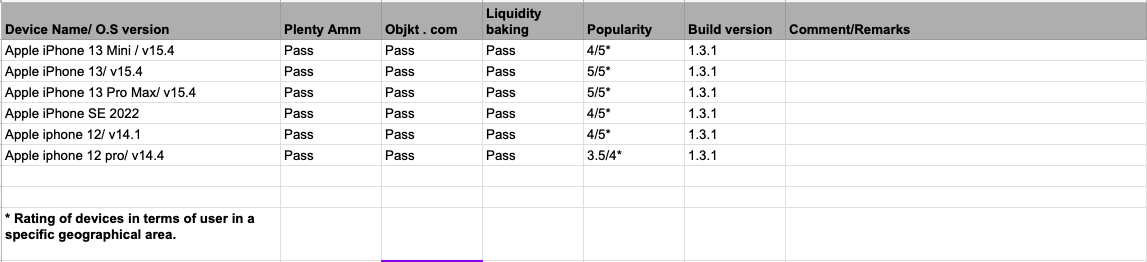 Device Name/ O.S version Plenty Amm Objkt . com Liquidity baking Popularity Build version Comment/Remarks
Apple iPhone 13 Mini / v15.4 Pass Pass Pass 4/5* 1.3.1
Apple iPhone 13/ v15.4 Pass Pass Pass 5/5* 1.3.1
Apple iPhone 13 Pro Max/ v15.4 Pass Pass Pass 5/5* 1.3.1
Apple iPhone SE 2022 Pass Pass Pass 4/5* 1.3.1
Apple iphone 12/ v14.1 Pass Pass Pass 4/5* 1.3.1
Apple iphone 12 pro/ v14.4 Pass Pass Pass 3.5/4* 1.3.1
* Rating of devices in terms of user in a
specific geographical area.